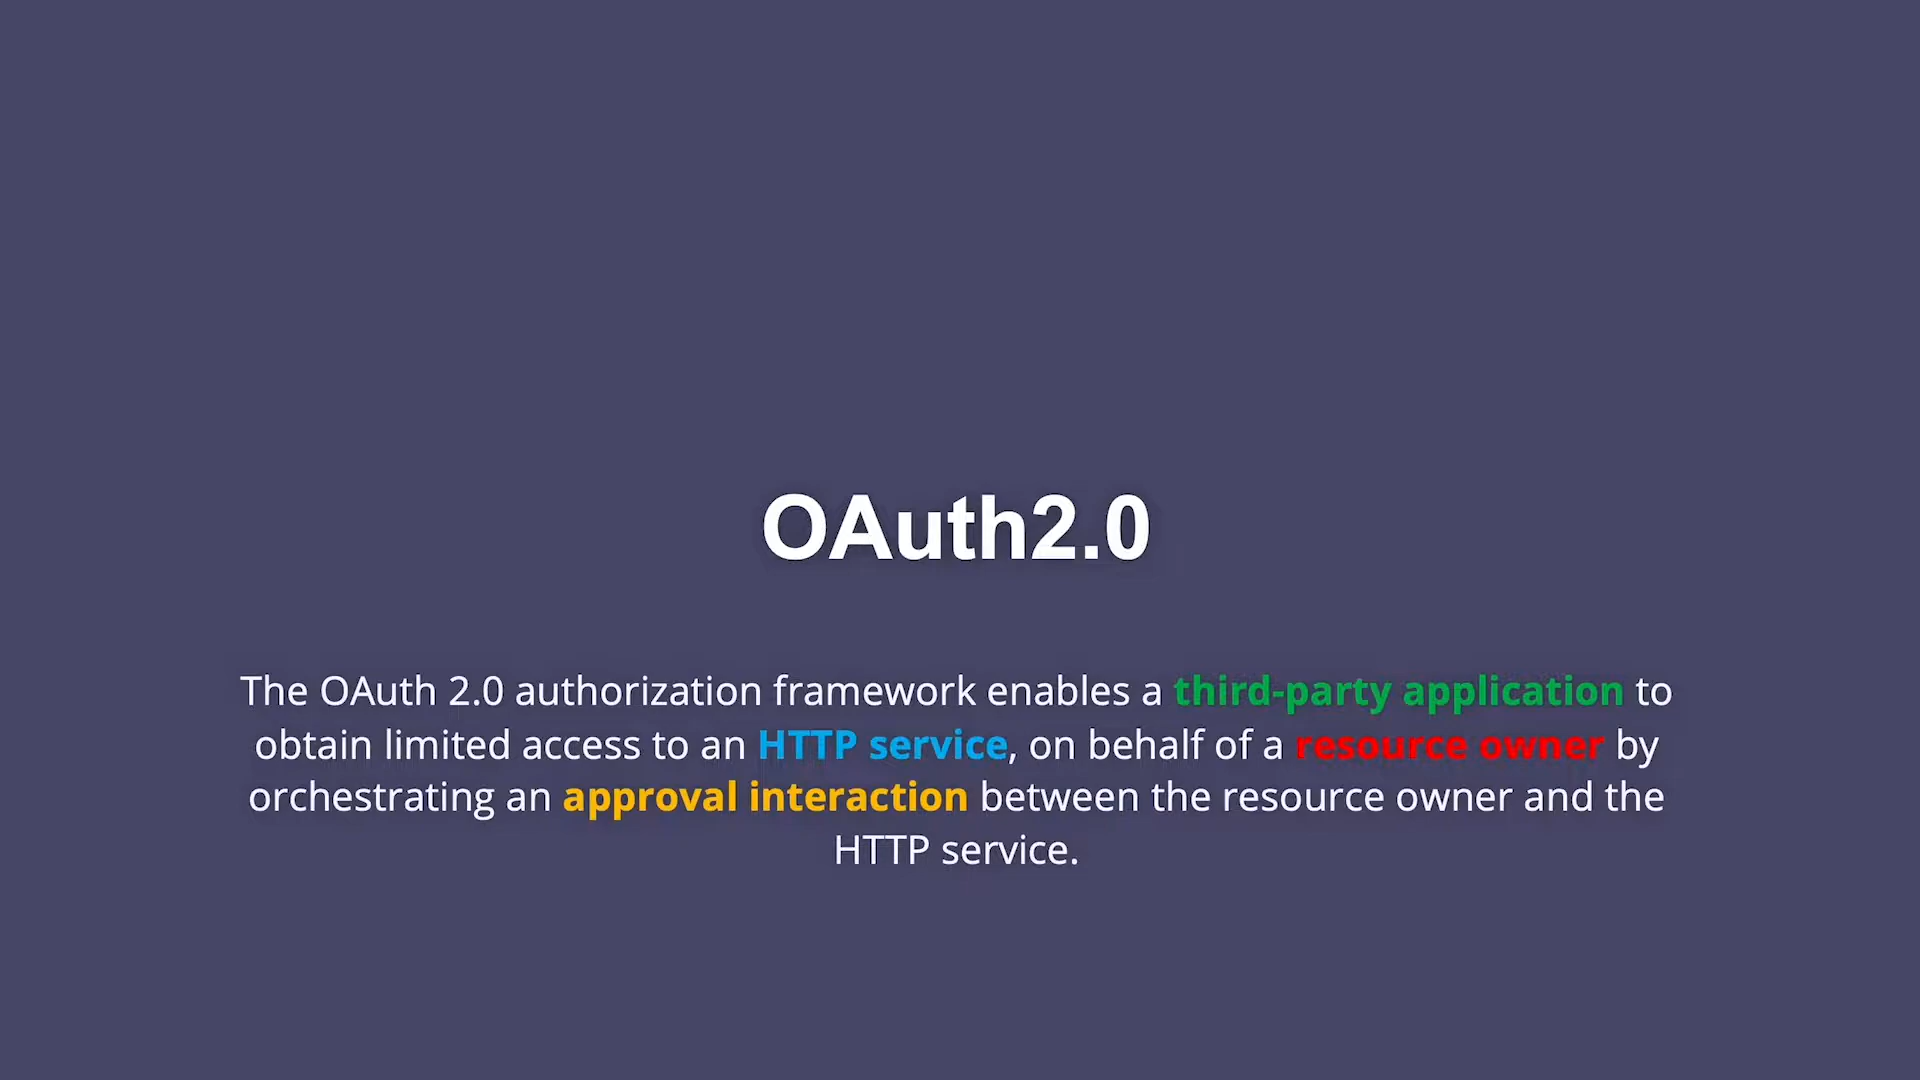 OAuth2.0
The OAuth 2.0 authorization framework enables a third-party application to
obtain limited access to an HTTP service, on behalf of a resource owner by
orchestrating an approval interaction between the resource owner and the
HTTP service.